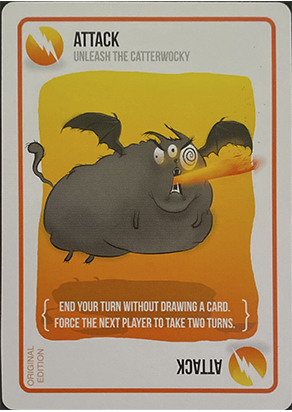 ATTACK
UNLEASH THE CATTERWOCKY
END YOUR TURN WITHOUT DRAWING A CARD.
FORCE THE NEXT PLAYER TO TAKE TWO TURNS.
ORIGINAL
EDITION
ATTACK